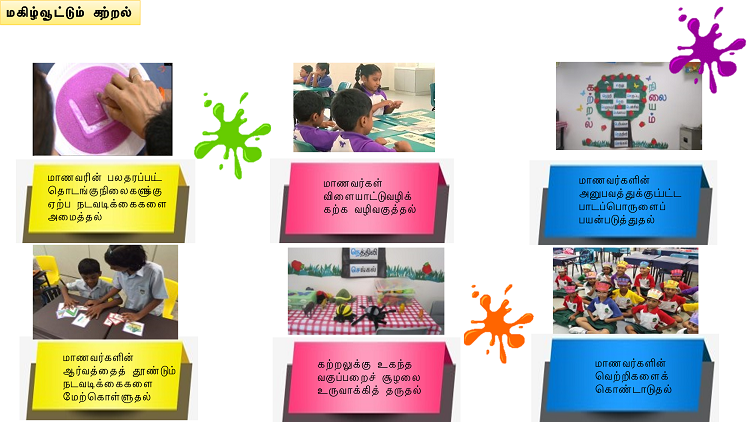 மகிழ்வூட்டும் கற்றல்
மாணவரின் பலதரப்பட்ட
தொடங்குநிலைகளுக்கு
ஏற்ப நடவடிக்கைகளை
அமைத்தல்
மாணவர்கள்
விளையாட்டுவழிக்
கற்க வழிவகுத்தல்
மாணவர்களின்
அனுபவத்துக்குட்பட்ட
பாடப்பொருளைப்
பயன்படுத்துதல்
நெத்திலி
செங்கல்
மாணவர்களின்
ஆர்வத்தைத் தூண்டும்
நடவடிக்கைகளை
மேற்கொள்ளுதல்
கற்றலுக்கு உகந்த
வகுப்பறைச் சூழலை
உருவாக்கித் தருதல்
மாணவர்களின்
வெற்றிகளைக்
கொண்டாடுதல்